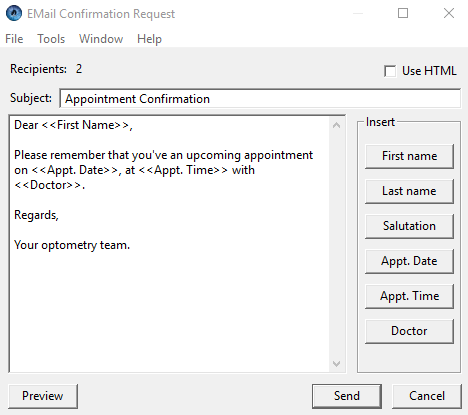 EMail Confirmation Request
File Tools Window Help
Recipients: 2
Use HTML
Subject: Appointment Confirmation
Dear <<First Name>>,
Please remember that you've an upcoming appointment
on <<Appt. Date>>, at <<Appt. Time>> with
<<Doctor>>.
Regards,
Your optometry team.
Insert
First name
Last name
Salutation
Appt. Date
Appt. Time
Doctor
Preview
Send
Cancel